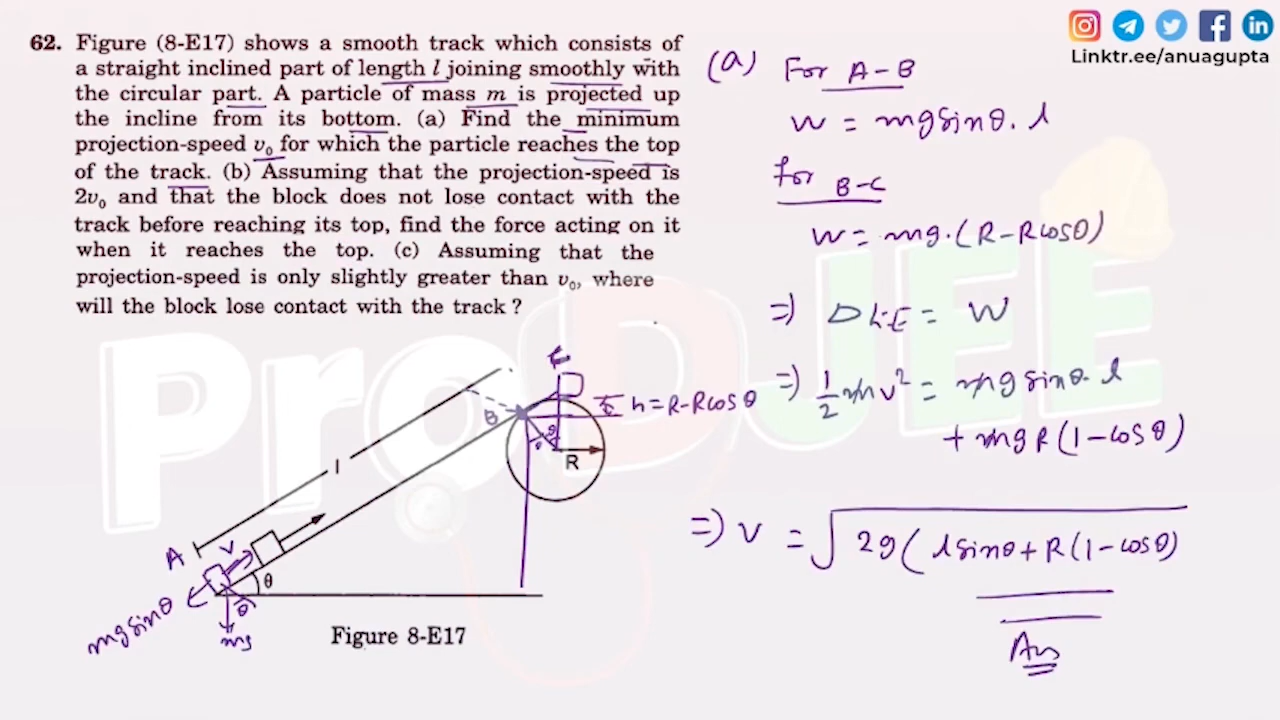 62. Figure (8-E17) shows a smooth track which consists of
a straight inclined part of length l joining smoothly with
the circular part. A particle of mass m is projected up
the incline from its bottom. (a) Find the minimum
projection-speed v₀ for which the particle reaches the top
of the track. (b) Assuming that the projection-speed is
2v₀ and that the block does not lose contact with the
track before reaching its top, find the force acting on it
when it reaches the top. (c) Assuming that the
projection-speed is only slightly greater than v₀, where
will the block lose contact with the track ?
Linktr.ee/anuagupta
(a) For A-B
W = mg sinθ. l
for B-C
W = mg.(R-Rcosθ)
=) ΔK.E = W
=) 1/2 mv² = mg sinθ. l
+ mgR(1-cosθ)
=) v = √2g(lsinθ+R(1-cosθ)
Ans
ProDJEE
B
h=R-Rcosθ
θ
R
l
A
v
θ
mg sinθ
θ
mg
Figure 8-E17